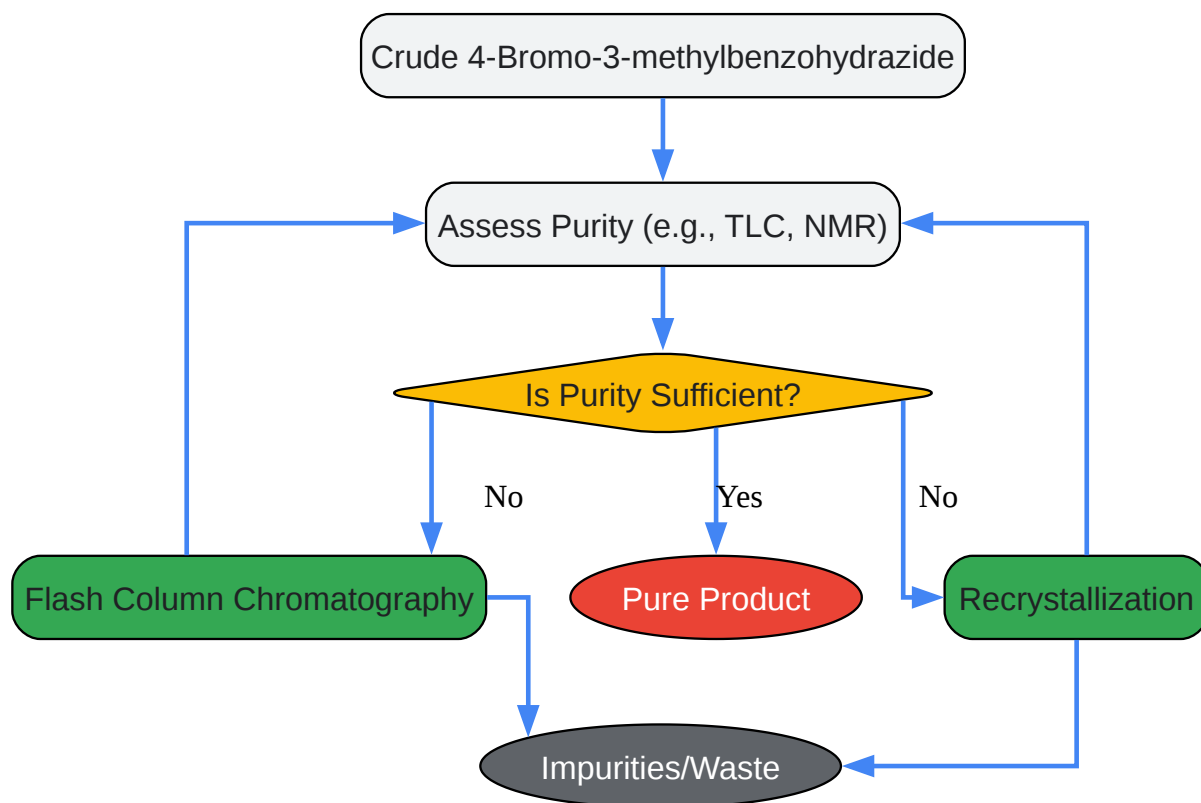 Crude 4-Bromo-3-methylbenzohydrazide
Assess Purity (e.g., TLC, NMR)
Is Purity Sufficient?
No
Yes
No
Flash Column Chromatography
Pure Product
Recrystallization
Impurities/Waste